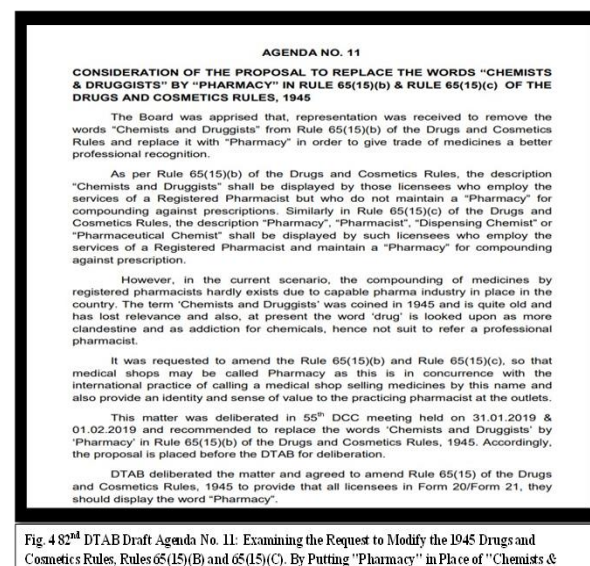 AGENDA NO. 11
CONSIDERATION OF THE PROPOSAL TO REPLACE THE WORDS “CHEMISTS
& DRUGGISTS” BY “PHARMACY” IN RULE 65(15)(b) & RULE 65(15)(c) OF THE
DRUGS AND COSMETICS RULES, 1945
The Board was apprised that, representation was received to remove the
words “Chemists and Druggists” from Rule 65(15)(b) of the Drugs and Cosmetics
Rules and replace it with “Pharmacy” in order to give trade of medicines a better
professional recognition.
As per Rule 65(15)(b) of the Drugs and Cosmetics Rules, the description
“Chemists and Druggists” shall be displayed by those licensees who employ the
services of a Registered Pharmacist but who do not maintain a “Pharmacy” for
compounding against prescriptions. Similarly in Rule 65(15)(c) of the Drugs and
Cosmetics Rules, the description “Pharmacy”, “Pharmacist”, “Dispensing Chemist” or
“Pharmaceutical Chemist” shall be displayed by such licensees who employ the
services of a Registered Pharmacist and maintain a “Pharmacy” for compounding
against prescription.
However, in the current scenario, the compounding of medicines by
registered pharmacists hardly exists due to capable pharma industry in place in the
country. The term ‘Chemists and Druggists’ was coined in 1945 and is quite old and
has lost relevance and also, at present the word ‘drug’ is looked upon as more
clandestine and as addiction for chemicals, hence not suit to refer a professional
pharmacist.
It was requested to amend the Rule 65(15)(b) and Rule 65(15)(c), so that
medical shops may be called Pharmacy as this is in concurrence with the
international practice of calling a medical shop selling medicines by this name and
also provide an identity and sense of value to the practicing pharmacist at the outlets.
This matter was deliberated in 55th DCC meeting held on 31.01.2019 &
01.02.2019 and recommended to replace the words ‘Chemists and Druggists’ by
‘Pharmacy’ in Rule 65(15)(b) of the Drugs and Cosmetics Rules, 1945. Accordingly,
the proposal is placed before the DTAB for deliberation.
DTAB deliberated the matter and agreed to amend Rule 65(15) of the Drugs
and Cosmetics Rules, 1945 to provide that all licensees in Form 20/Form 21, they
should display the word “Pharmacy”.
Fig. 4 82nd DTAB Draft Agenda No. 11: Examining the Request to Modify the 1945 Drugs and
Cosmetics Rules, Rules 65(15)(B) and 65(15)(C). By Putting "Pharmacy" in Place of "Chemists &